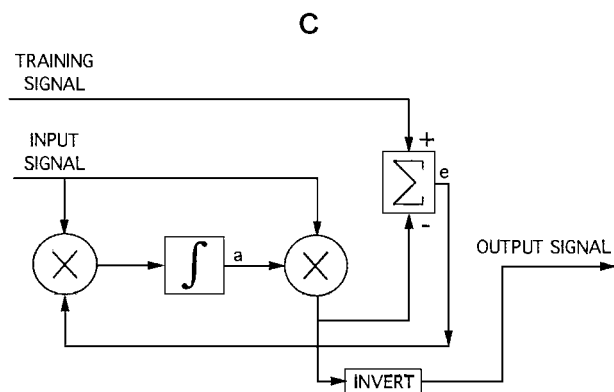 C
TRAINING
SIGNAL
+
INPUT
SIGNAL
∑
e
-
OUTPUT SIGNAL
×
∫
a
×
INVERT